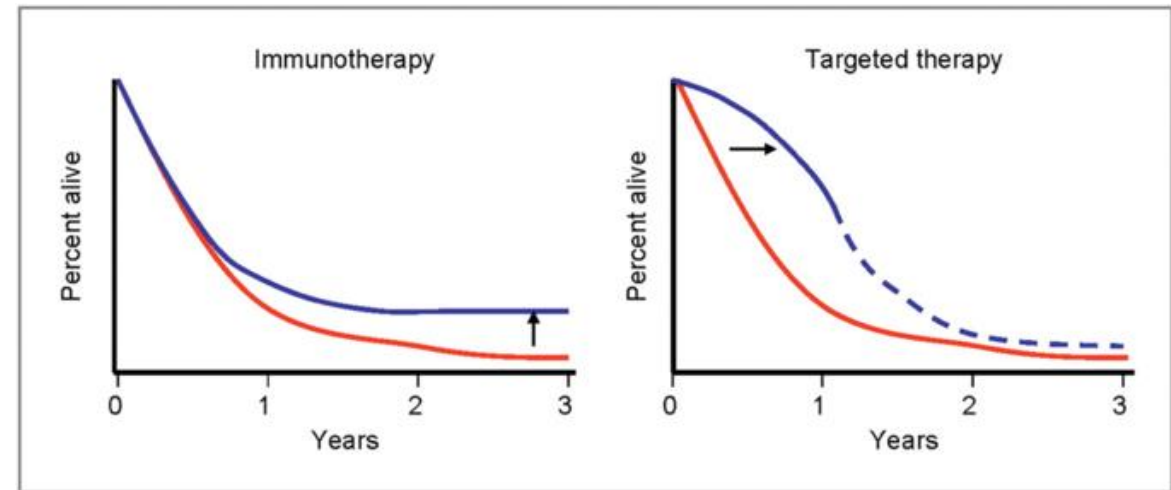 Immunotherapy
Percent alive
0 1 2 3
Years
Targeted therapy
Percent alive
0 1 2 3
Years